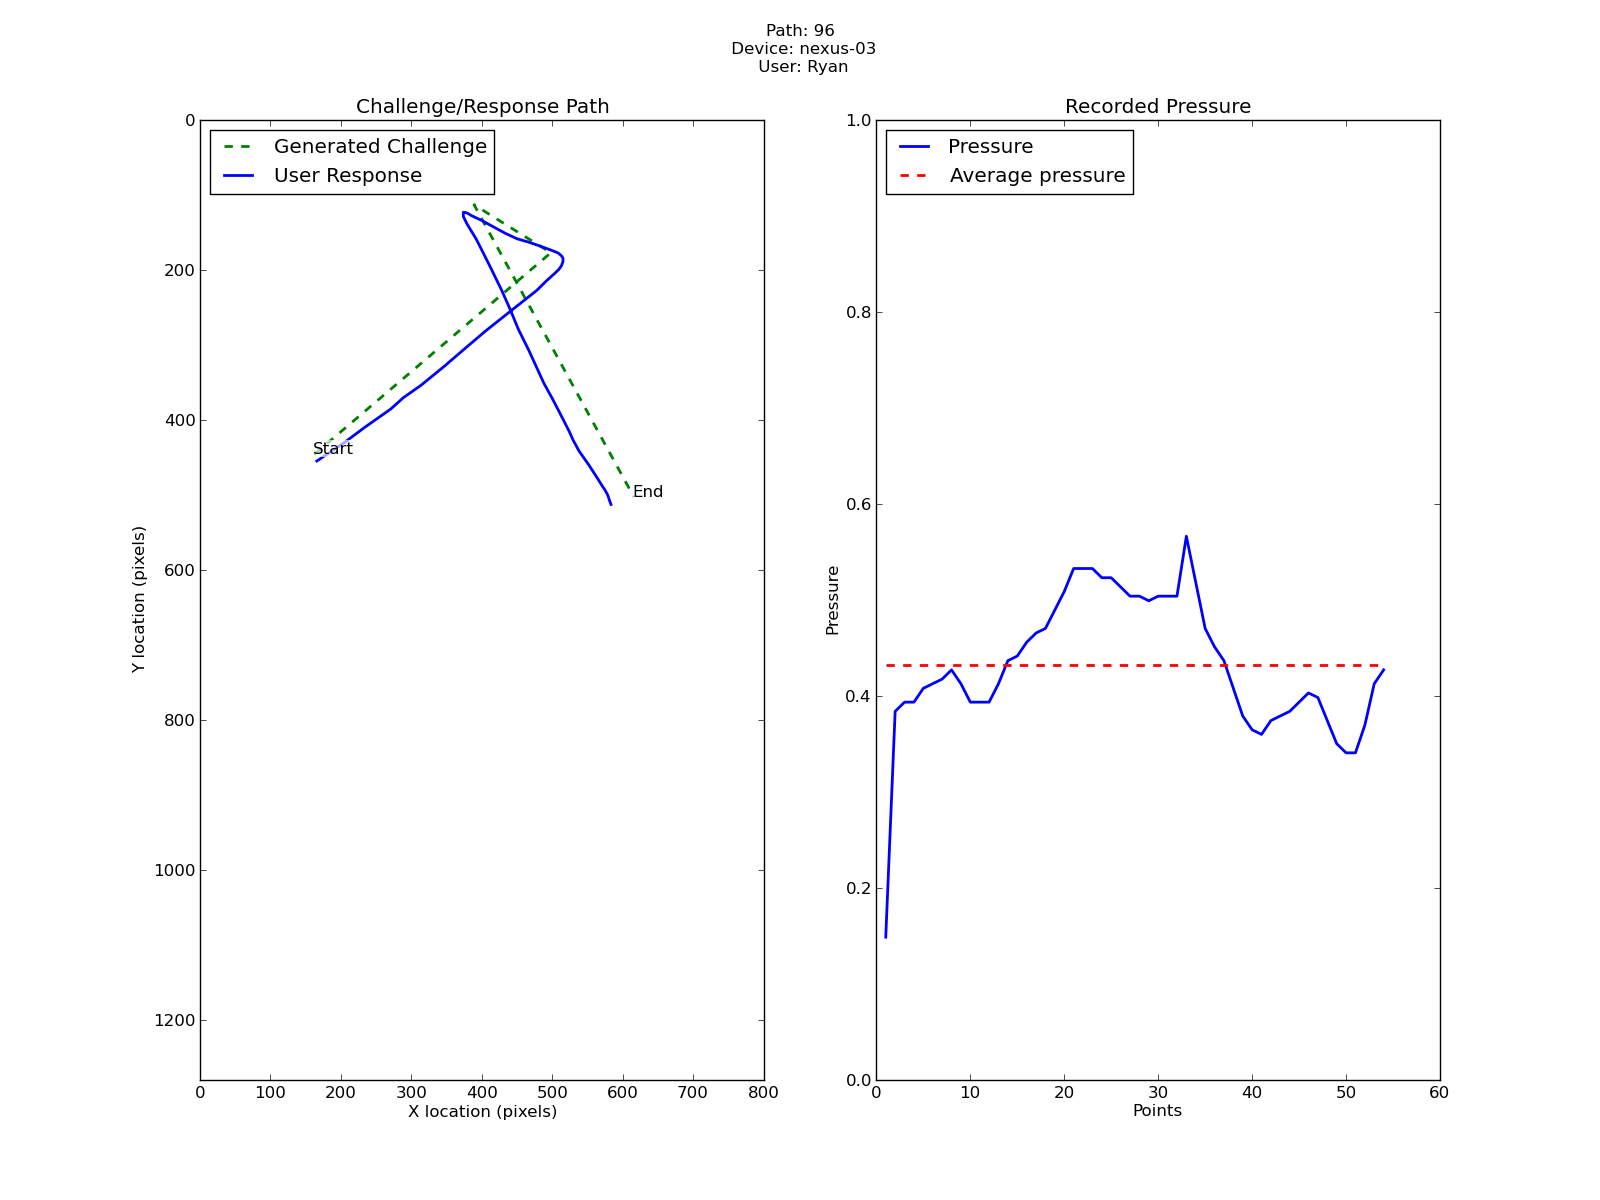 Path: 96
Device: nexus-03
User: Ryan
Challenge/Response Path
Generated Challenge
User Response
Start
End
0
200
400
600
800
1000
1200
Y location (pixels)
0 100 200 300 400 500 600 700 800
X location (pixels)
Recorded Pressure
Pressure
Average pressure
1.0
0.8
0.6
0.4
0.2
0.0
Pressure
0 10 20 30 40 50 60
Points